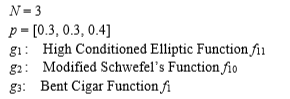 N = 3
p = [0.3, 0.3, 0.4]
g1: High Conditioned Elliptic Function f11
g2: Modified Schwefel's Function f10
g3: Bent Cigar Function f1